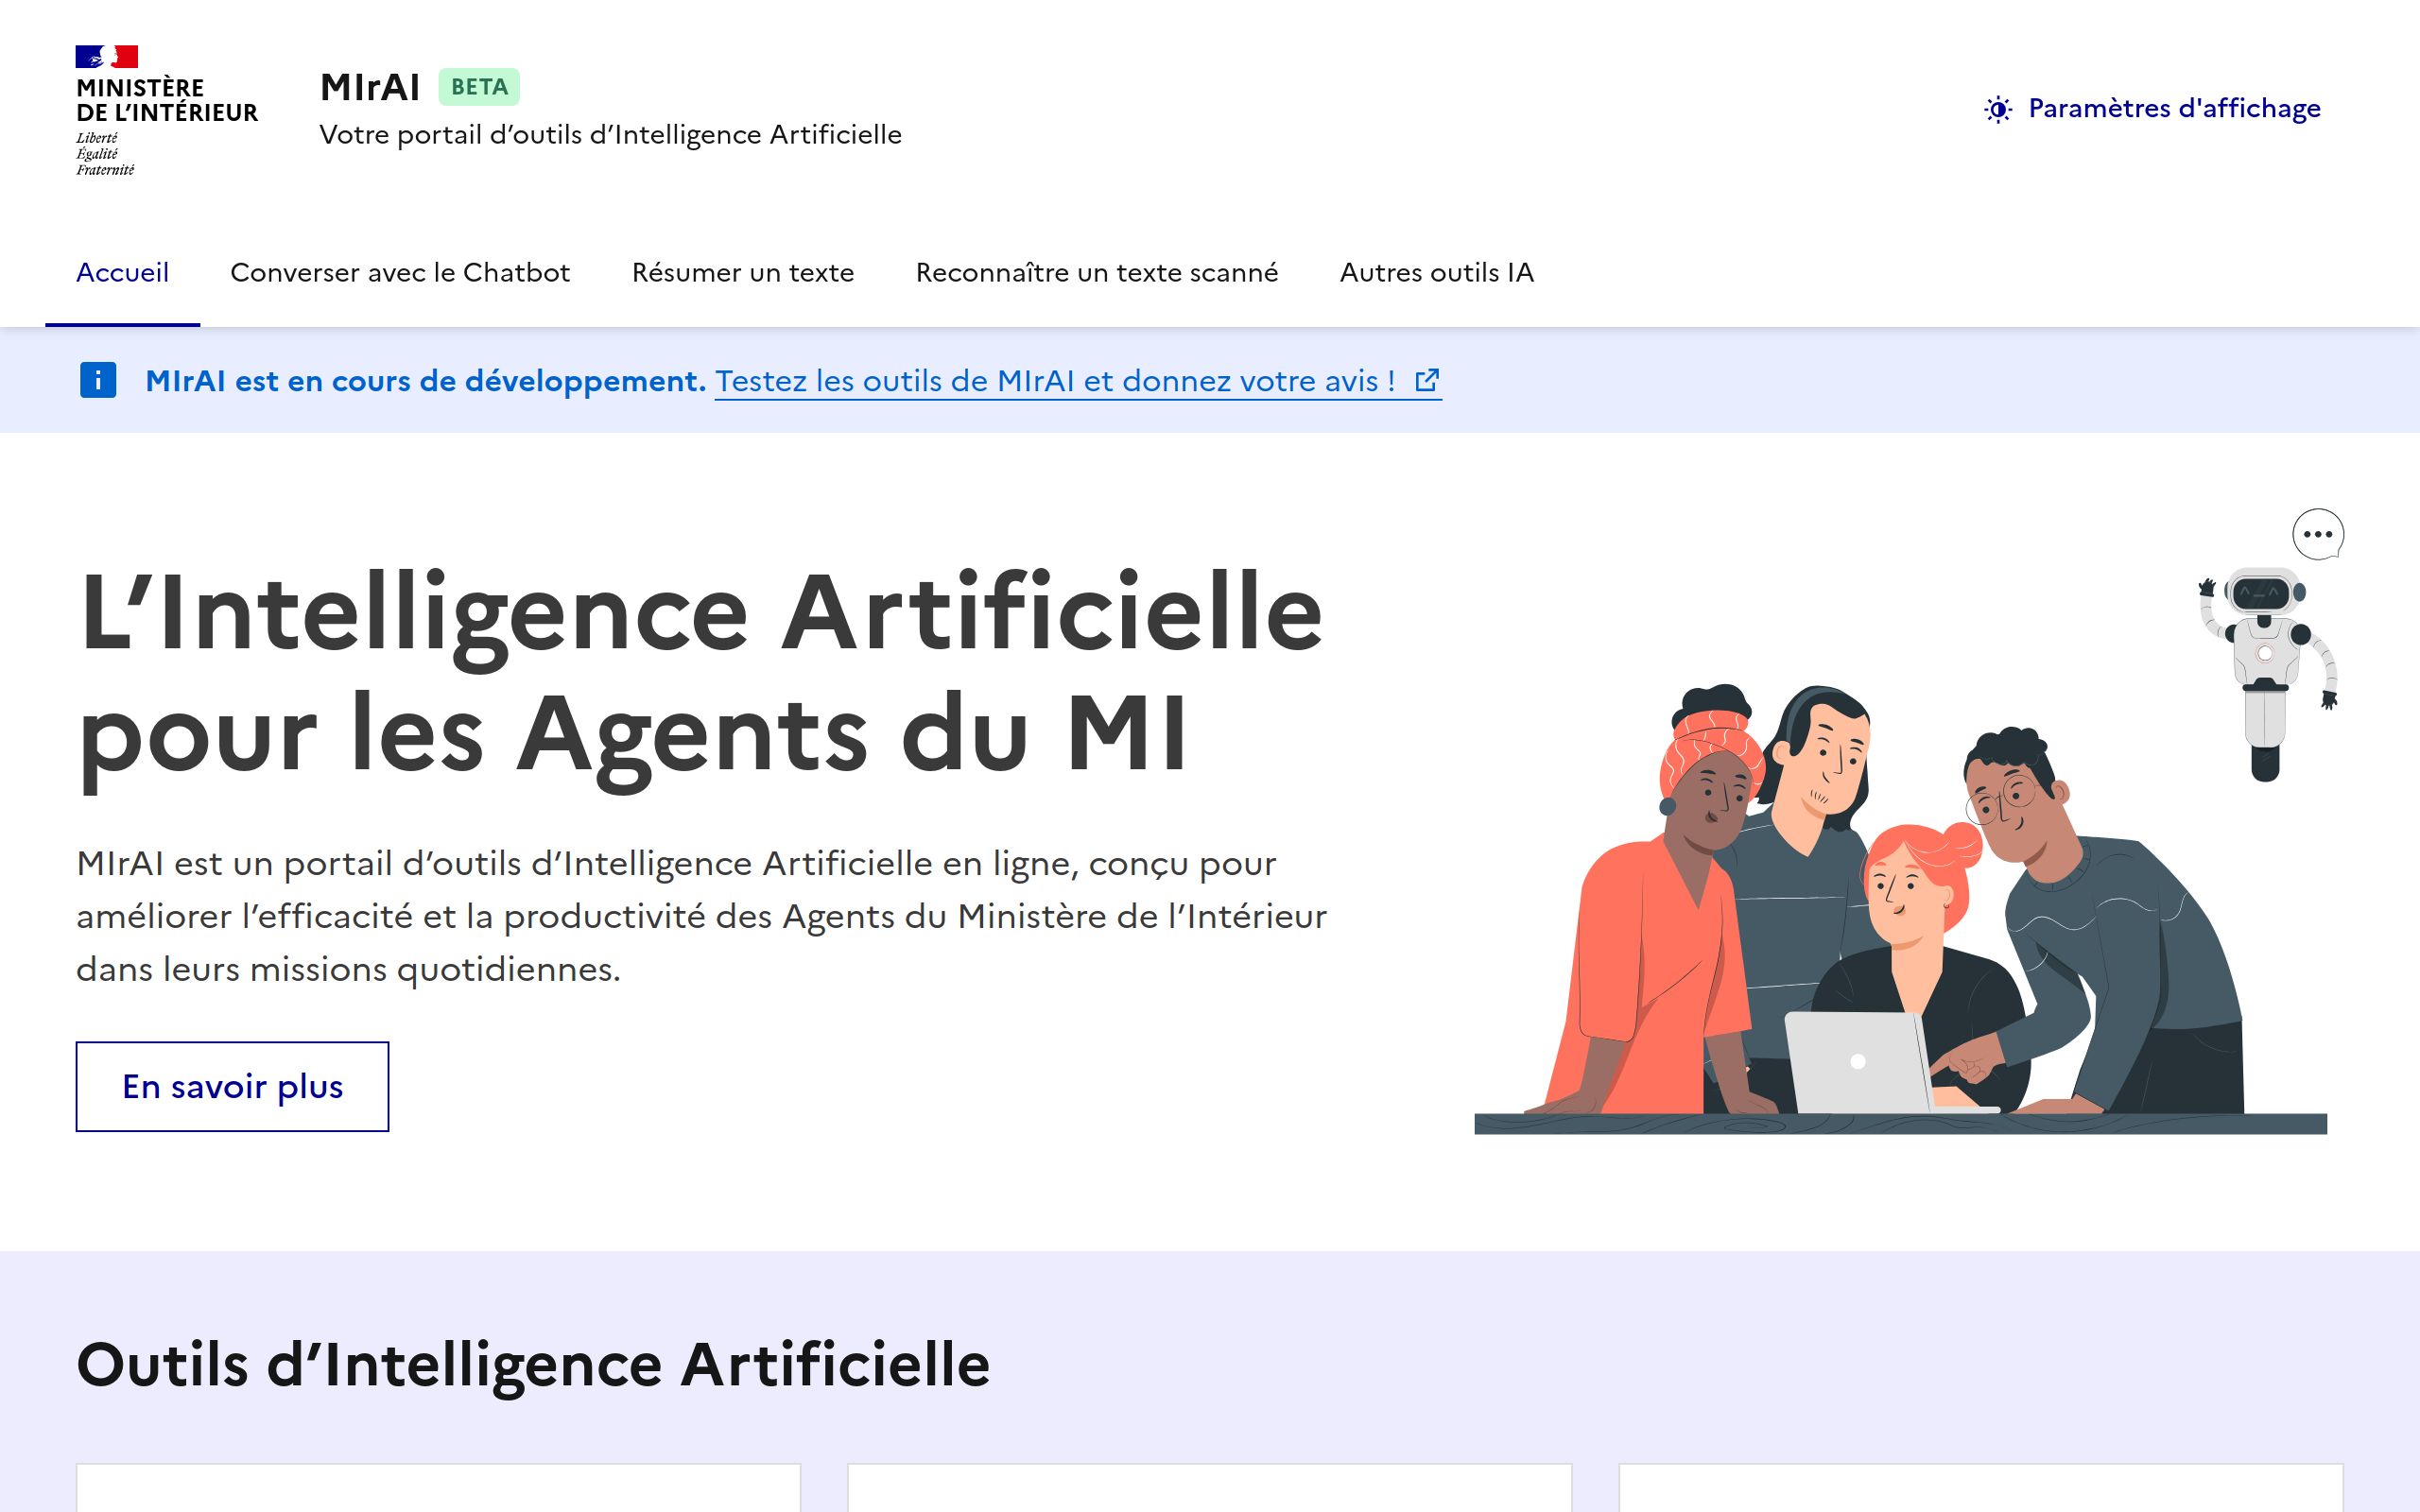 MINISTÈRE
DE L’INTÉRIEUR
Liberté
Égalité
Fraternité
MIrAI BETA
Votre portail d’outils d’Intelligence Artificielle
Paramètres d'affichage
Accueil Converser avec le Chatbot Résumer un texte Reconnaître un texte scanné Autres outils IA
MIrAI est en cours de développement. Testez les outils de MIrAI et donnez votre avis !
L’Intelligence Artificielle
pour les Agents du MI
MIrAI est un portail d’outils d’Intelligence Artificielle en ligne, conçu pour
améliorer l’efficacité et la productivité des Agents du Ministère de l’Intérieur
dans leurs missions quotidiennes.
En savoir plus
Outils d’Intelligence Artificielle